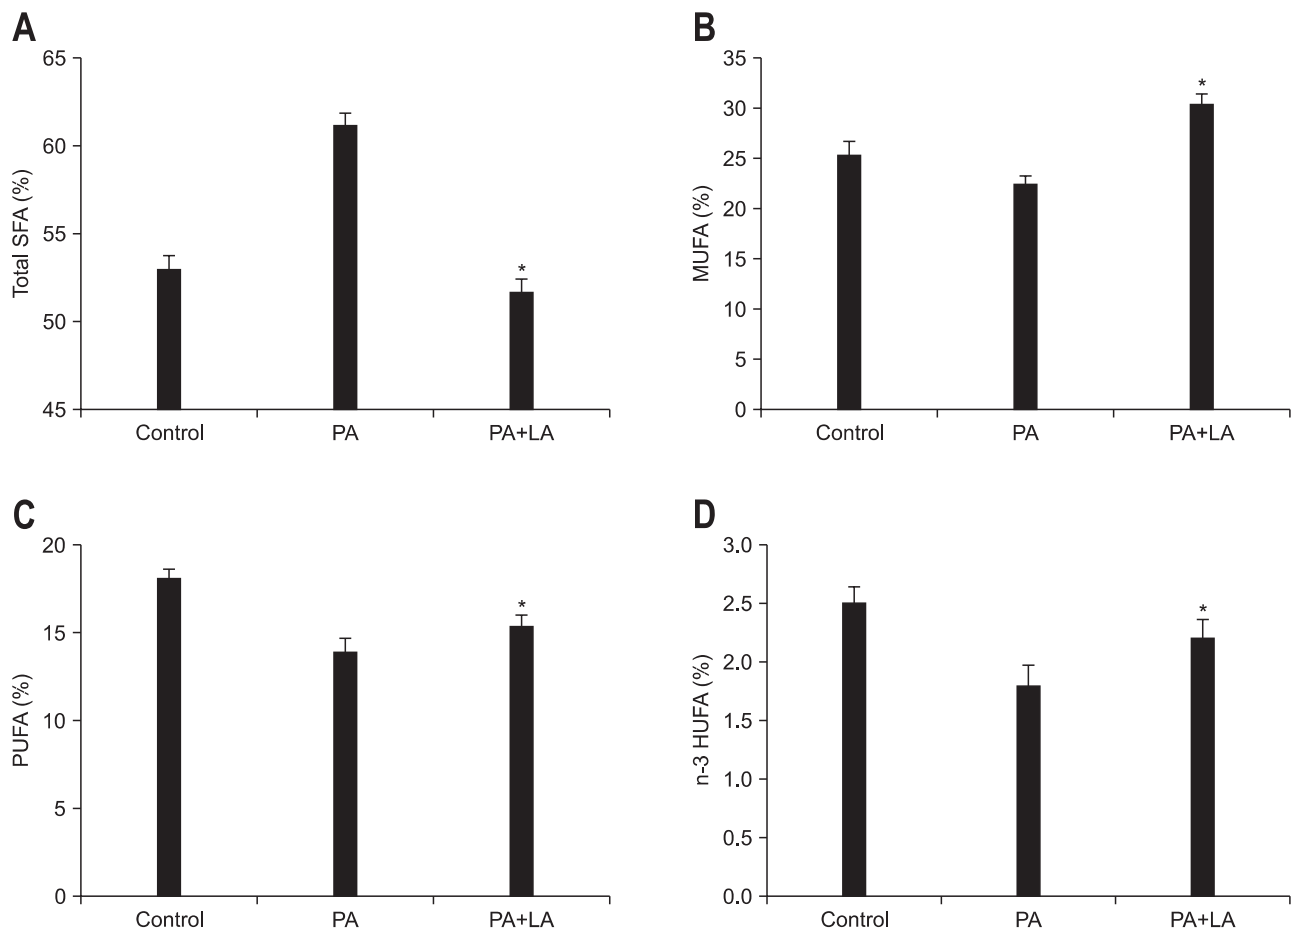 A
Total SFA (%)
65
60
55
50
45
*
Control PA PA+LA
B
MUFA (%)
35
30
25
20
15
10
5
0
*
Control PA PA+LA
C
PUFA (%)
20
15
10
5
0
*
Control PA PA+LA
D
n-3 HUFA (%)
3.0
2.5
2.0
1.5
1.0
0.5
0.0
*
Control PA PA+LA